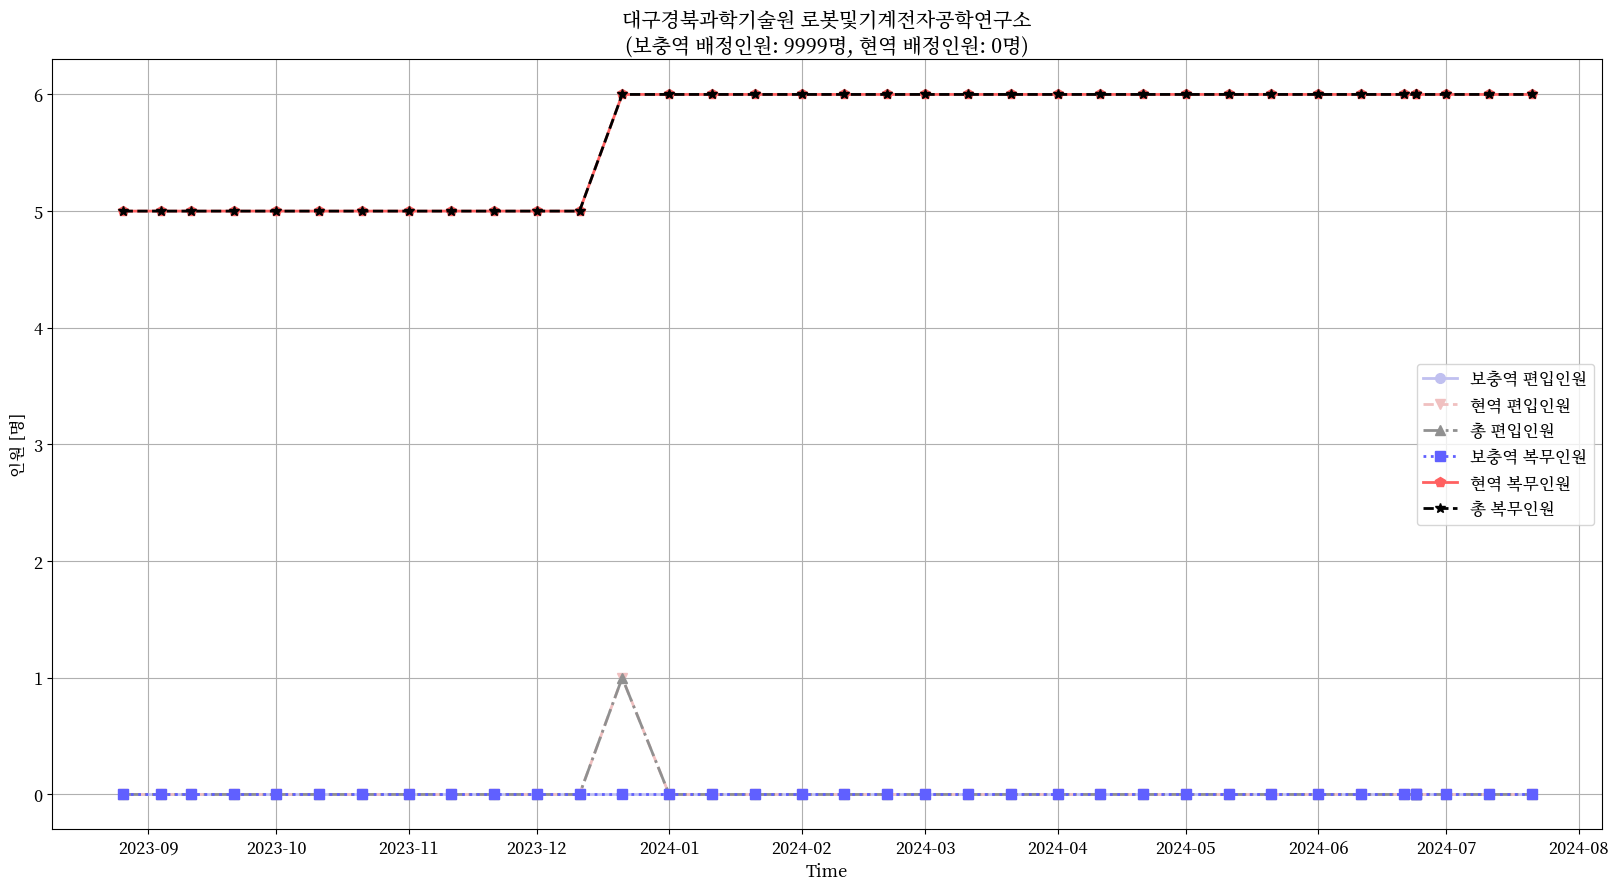 대구경북과학기술원 로봇및기계전자공학연구소
(보충역 배정인원: 9999명, 현역 배정인원: 0명)
인원 [명]
6
5
4
3
2
1
0
보충역 편입인원
현역 편입인원
총 편입인원
보충역 복무인원
현역 복무인원
총 복무인원
2023-09
2023-10
2023-11
2023-12
2024-01
2024-02
2024-03
2024-04
2024-05
2024-06
2024-07
2024-08
Time